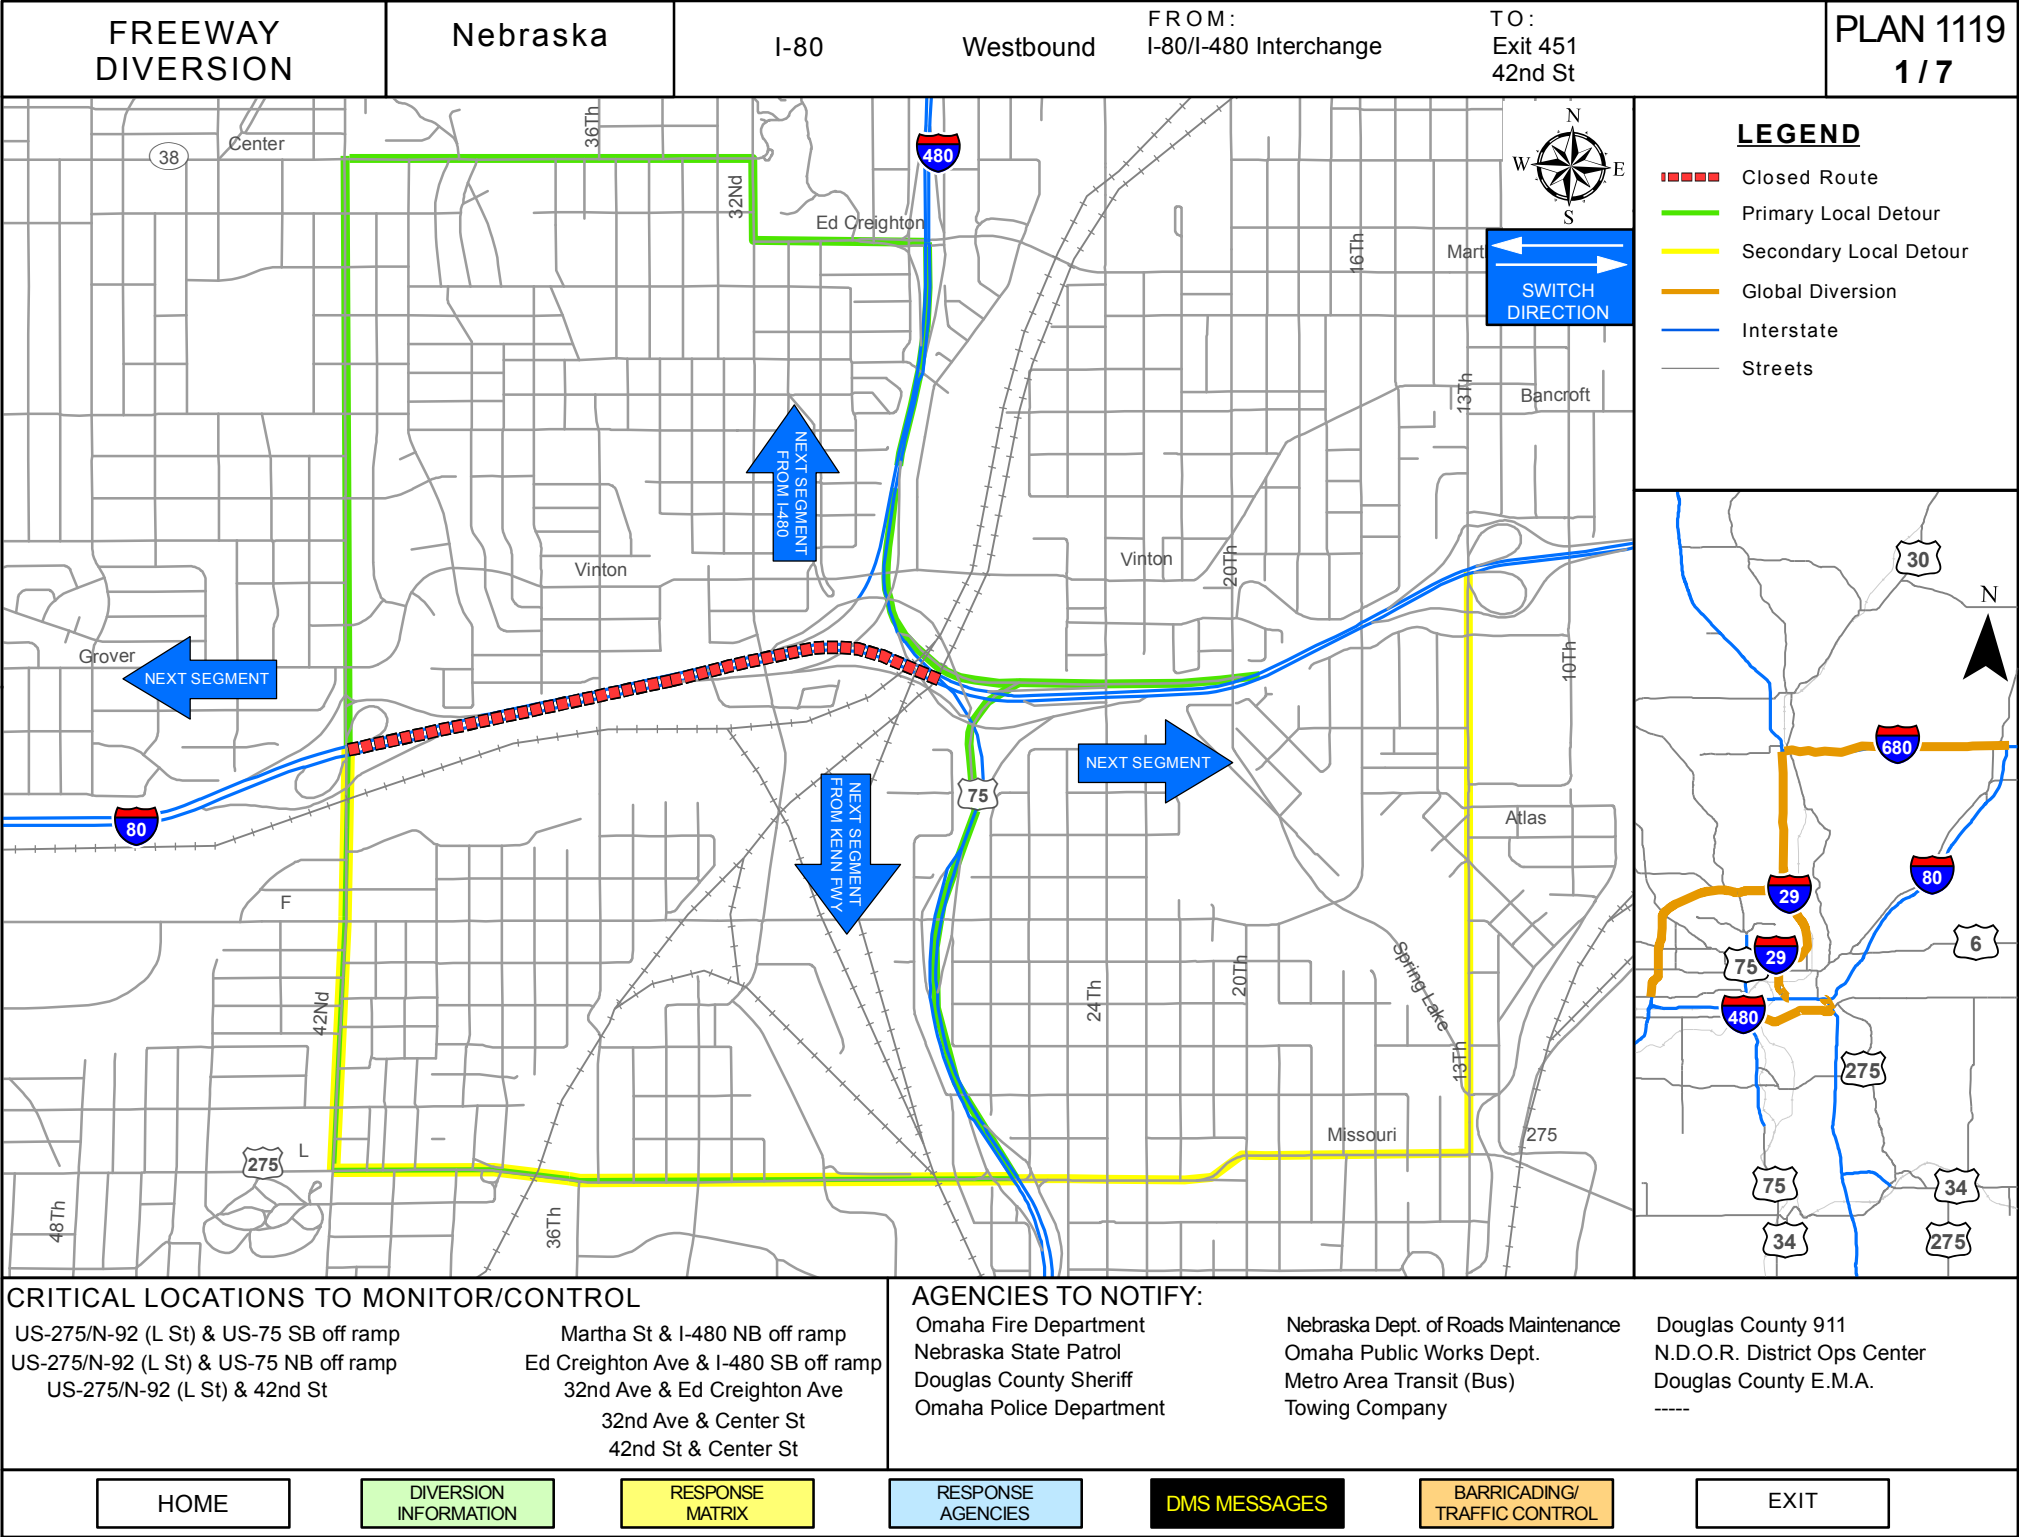 FREEWAY
DIVERSION
Nebraska
I-80
Westbound
FROM:
I-80/I-480 Interchange
TO:
Exit 451
42nd St
PLAN 1119
1 / 7
38
Center
36Th
32Nd
480
Ed Creighton
16Th
Mart
N
W
E
S
SWITCH
DIRECTION
13Th
Bancroft
NEXT SEGMENT
FROM I-480
Vinton
Vinton
20Th
Grover
NEXT SEGMENT
10Th
NEXT SEGMENT
75
80
NEXT SEGMENT
FROM KENN FWY
Atlas
F
42Nd
24Th
20Th
Spring Lake
13Th
Missouri
275
L
275
48Th
36Th
LEGEND
Closed Route
Primary Local Detour
Secondary Local Detour
Global Diversion
Interstate
Streets
30
N
680
29
80
75
29
6
480
275
75
34
34
275
CRITICAL LOCATIONS TO MONITOR/CONTROL
US-275/N-92 (L St) & US-75 SB off ramp
US-275/N-92 (L St) & US-75 NB off ramp
US-275/N-92 (L St) & 42nd St
Martha St & I-480 NB off ramp
Ed Creighton Ave & I-480 SB off ramp
32nd Ave & Ed Creighton Ave
32nd Ave & Center St
42nd St & Center St
AGENCIES TO NOTIFY:
Omaha Fire Department
Nebraska State Patrol
Douglas County Sheriff
Omaha Police Department
Nebraska Dept. of Roads Maintenance
Omaha Public Works Dept.
Metro Area Transit (Bus)
Towing Company
Douglas County 911
N.D.O.R. District Ops Center
Douglas County E.M.A.
-----
HOME
DIVERSION
INFORMATION
RESPONSE
MATRIX
RESPONSE
AGENCIES
DMS MESSAGES
BARRICADING/
TRAFFIC CONTROL
EXIT